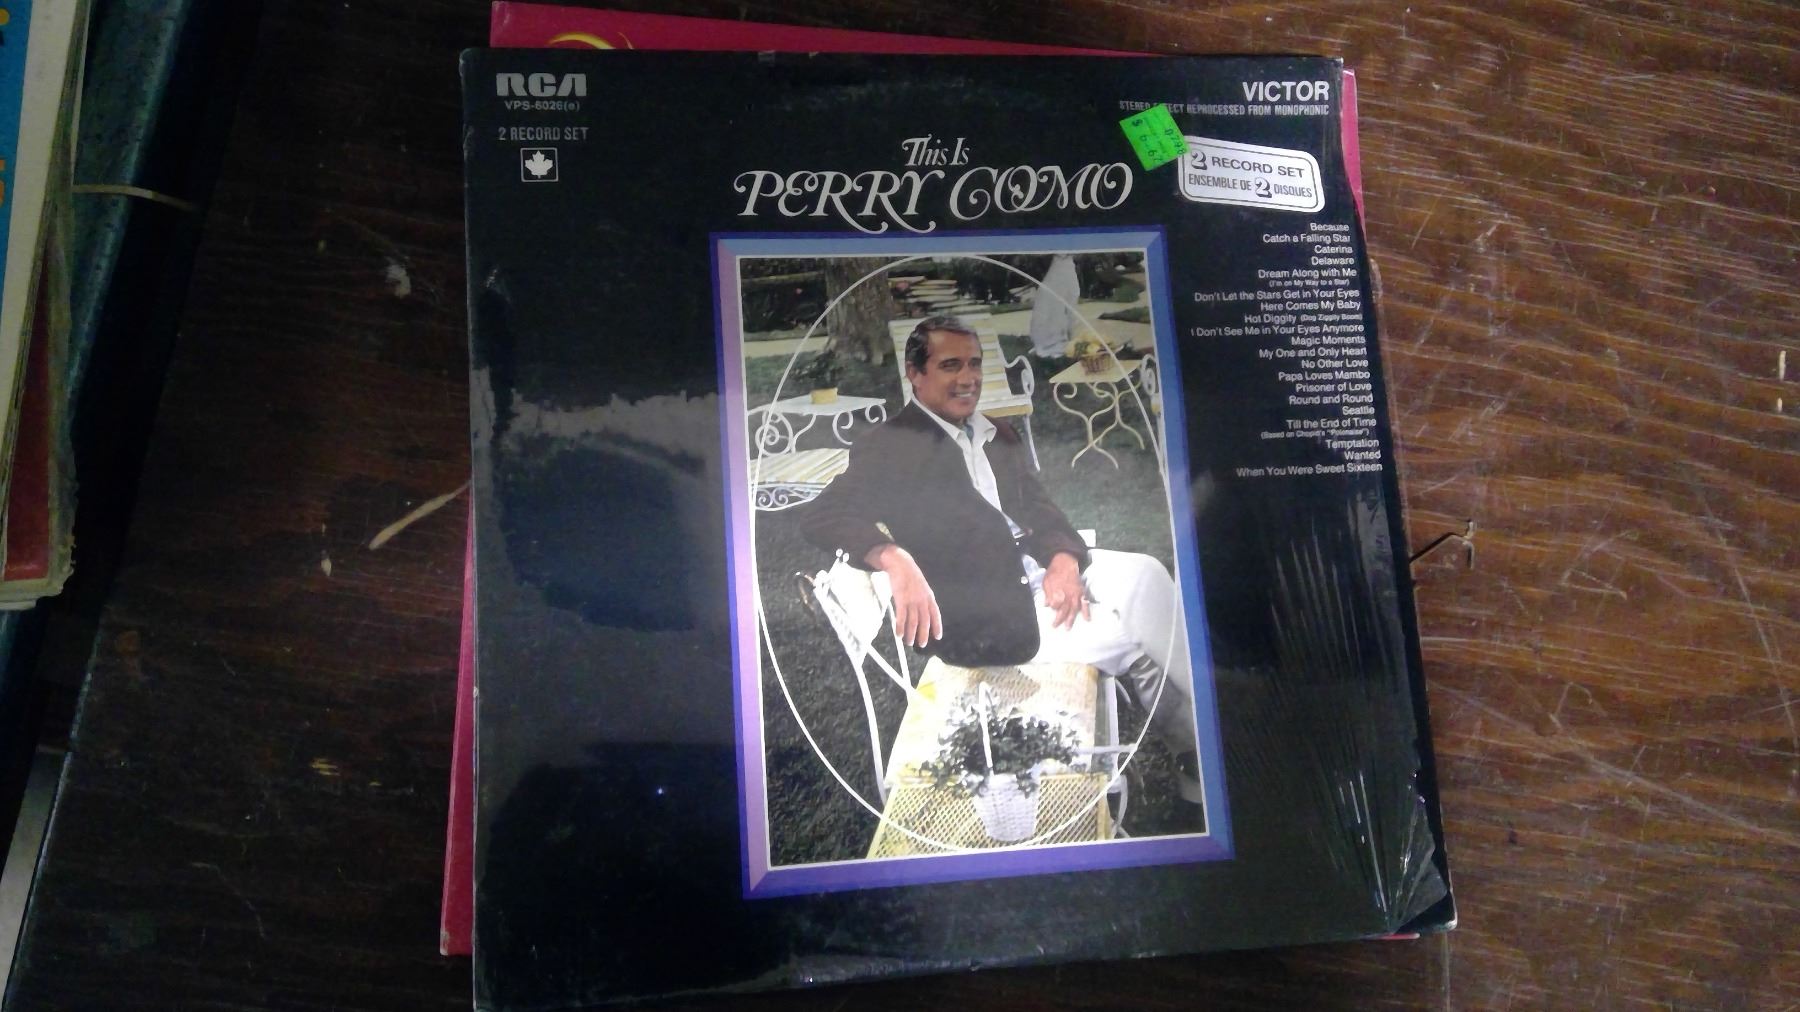 RCA
VPS-6026(e)
2 RECORD SET
VICTOR
STEREO EFFECT REPROCESSED FROM MONOPHONIC
This Is
PERRY COMO
2 RECORD SET
ENSEMBLE DE 2 DISQUES
Because
Catch a Falling Star
Caterina
Delaware
Dream Along with Me
(I'm on My Way to a Star)
Don't Let the Stars Get in Your Eyes
Here Comes My Baby
Hot Diggity (Dog Ziggity Boom)
I Don't See Me in Your Eyes Anymore
Magic Moments
My One and Only Heart
No Other Love
Papa Loves Mambo
Prisoner of Love
Round and Round
Seattle
Till the End of Time
(Based on Chopin's "Polonaise")
Temptation
Wanted
When You Were Sweet Sixteen